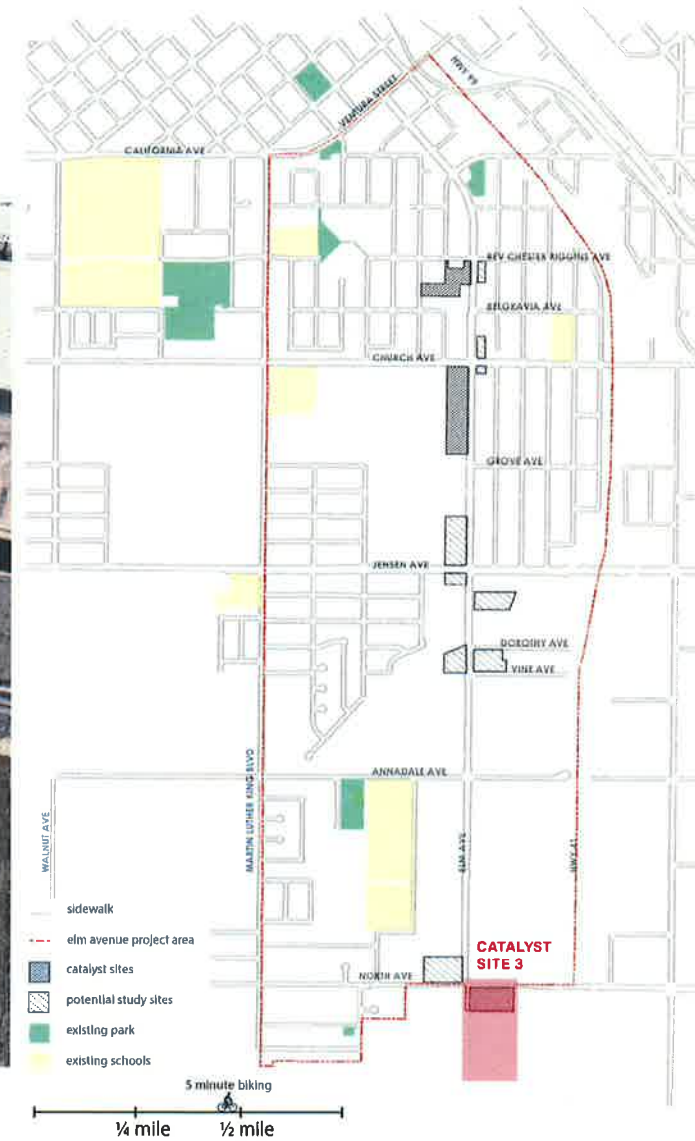 HWY 99
VENTURA STREET
CALIFORNIA AVE
REV CHESTER RIGGINS AVE
BELGRAVIA AVE
CHURCH AVE
GROVE AVE
JENSEN AVE
DOROTHY AVE
VINE AVE
ANNADALE AVE
WALNUT AVE
MARTIN LUTHER KING BLVD
ELM AVE
HWY 41
sidewalk
elm avenue project area
catalyst sites
potential study sites
existing park
existing schools
NORTH AVE
CATALYST
SITE 3
5 minute biking
¼ mile
½ mile